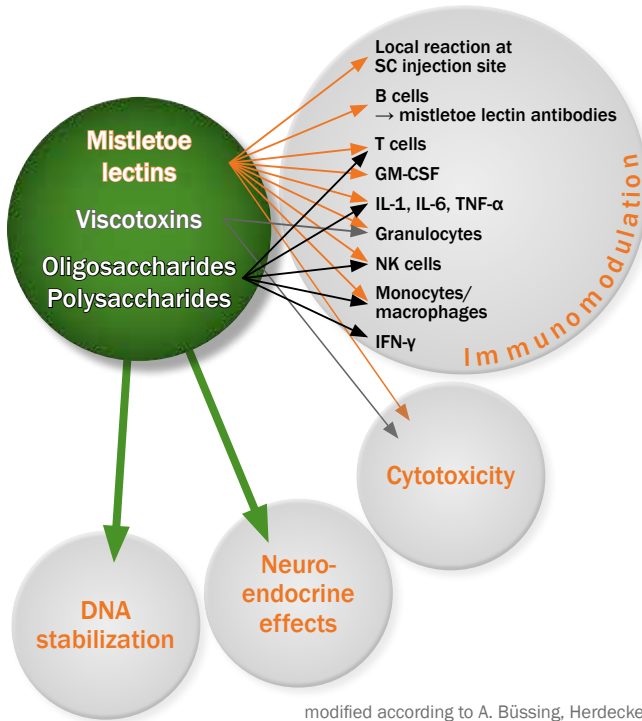 Local reaction at
SC injection site
B cells
→ mistletoe lectin antibodies
T cells
GM-CSF
IL-1, IL-6, TNF-α
Granulocytes
NK cells
Monocytes/
macrophages
IFN-γ
Immunomodulation
Mistletoe
lectins
Viscotoxins
Oligosaccharides
Polysaccharides
Cytotoxicity
Neuro-
endocrine
effects
DNA
stabilization
modified according to A. Büssing, Herdecke